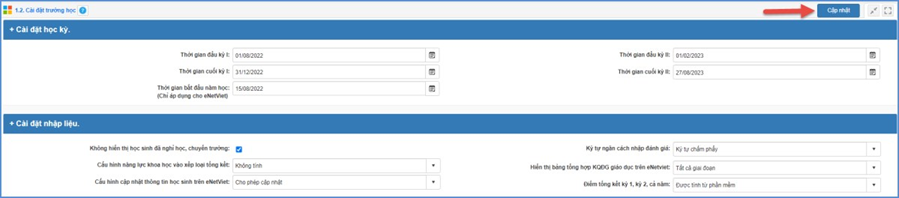 1.2. Cài đặt trường học ? Cập nhật
+ Cài đặt học kỳ.
Thời gian đầu kỳ I: 01/08/2022 Thời gian đầu kỳ II: 01/02/2023
Thời gian cuối kỳ I: 31/12/2022 Thời gian cuối kỳ II: 27/08/2023
Thời gian bắt đầu năm học: 15/08/2022
(Chỉ áp dụng cho eNetViet)
+ Cài đặt nhập liệu.
Không hiển thị học sinh đã nghỉ học, chuyển trường: Ký tự ngăn cách nhập đánh giá: Ký tự chấm phẩy
Cấu hình năng lực khoa học vào xếp loại tổng kết: Không tính Hiển thị bảng tổng hợp KQĐG giáo dục trên eNetviet: Tất cả giai đoạn
Cấu hình cập nhật thông tin học sinh trên eNetViet: Cho phép cập nhật Điểm tổng kết kỳ 1, kỳ 2, cả năm: Được tính từ phần mềm